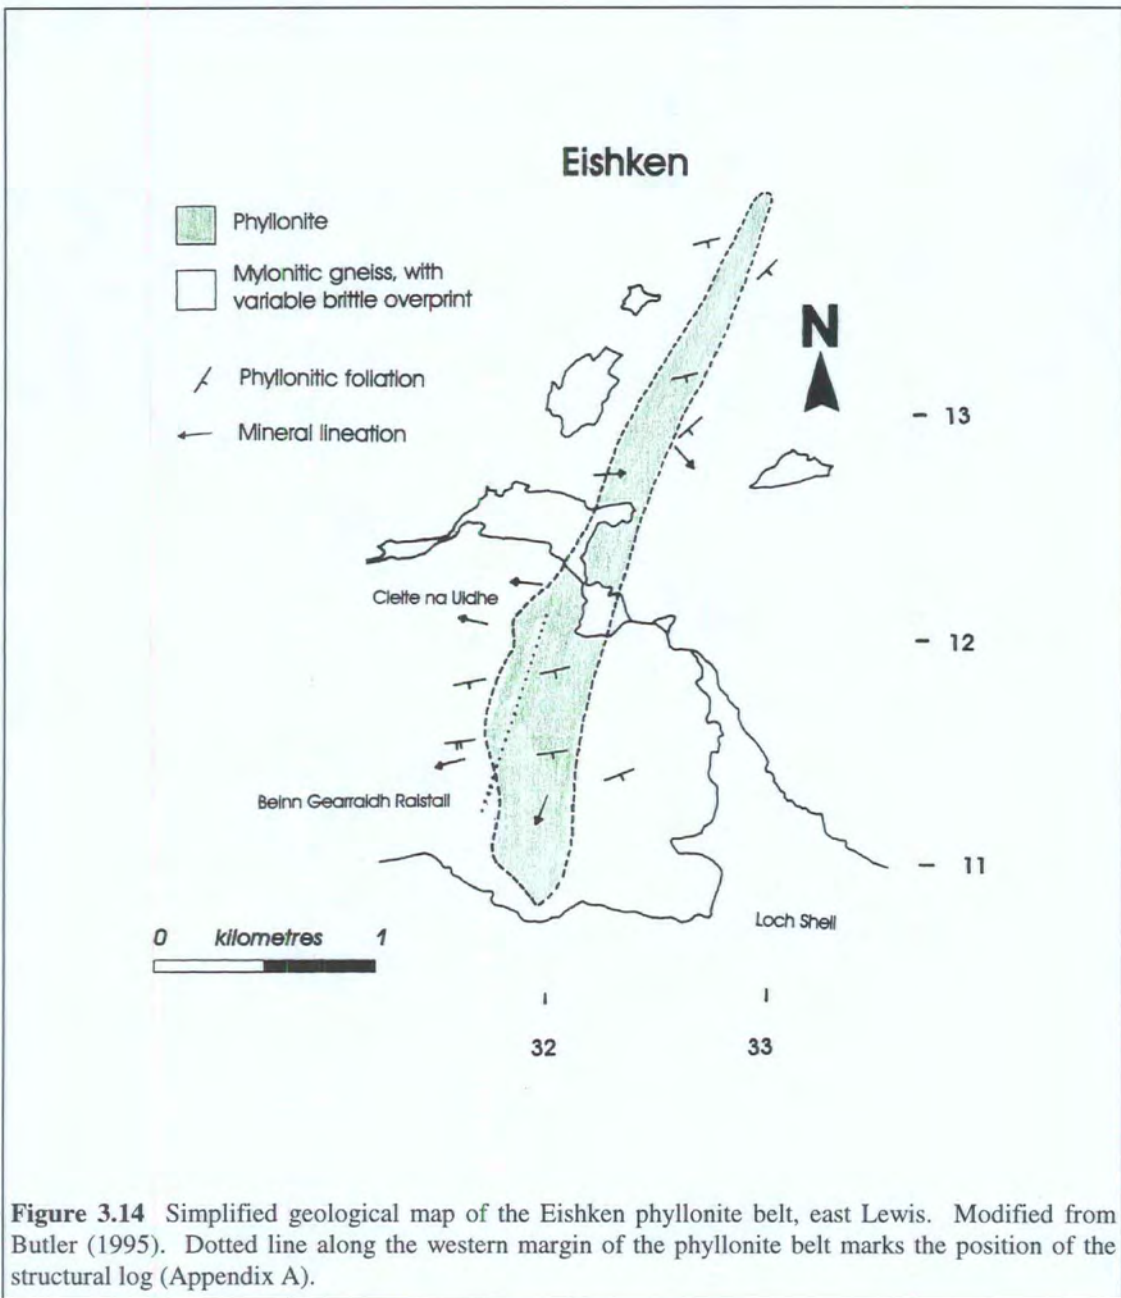 Eishken
Phyllonite
Mylonitic gneiss, with
variable brittle overprint
Phyllonitic foliation
Mineral lineation
N
13
Cleite na Uidhe
12
Beinn Gearraidh Raistail
11
Loch Shell
0 kilometres 1
32 33
Figure 3.14 Simplified geological map of the Eishken phyllonite belt, east Lewis. Modified from
Butler (1995). Dotted line along the western margin of the phyllonite belt marks the position of the
structural log (Appendix A).